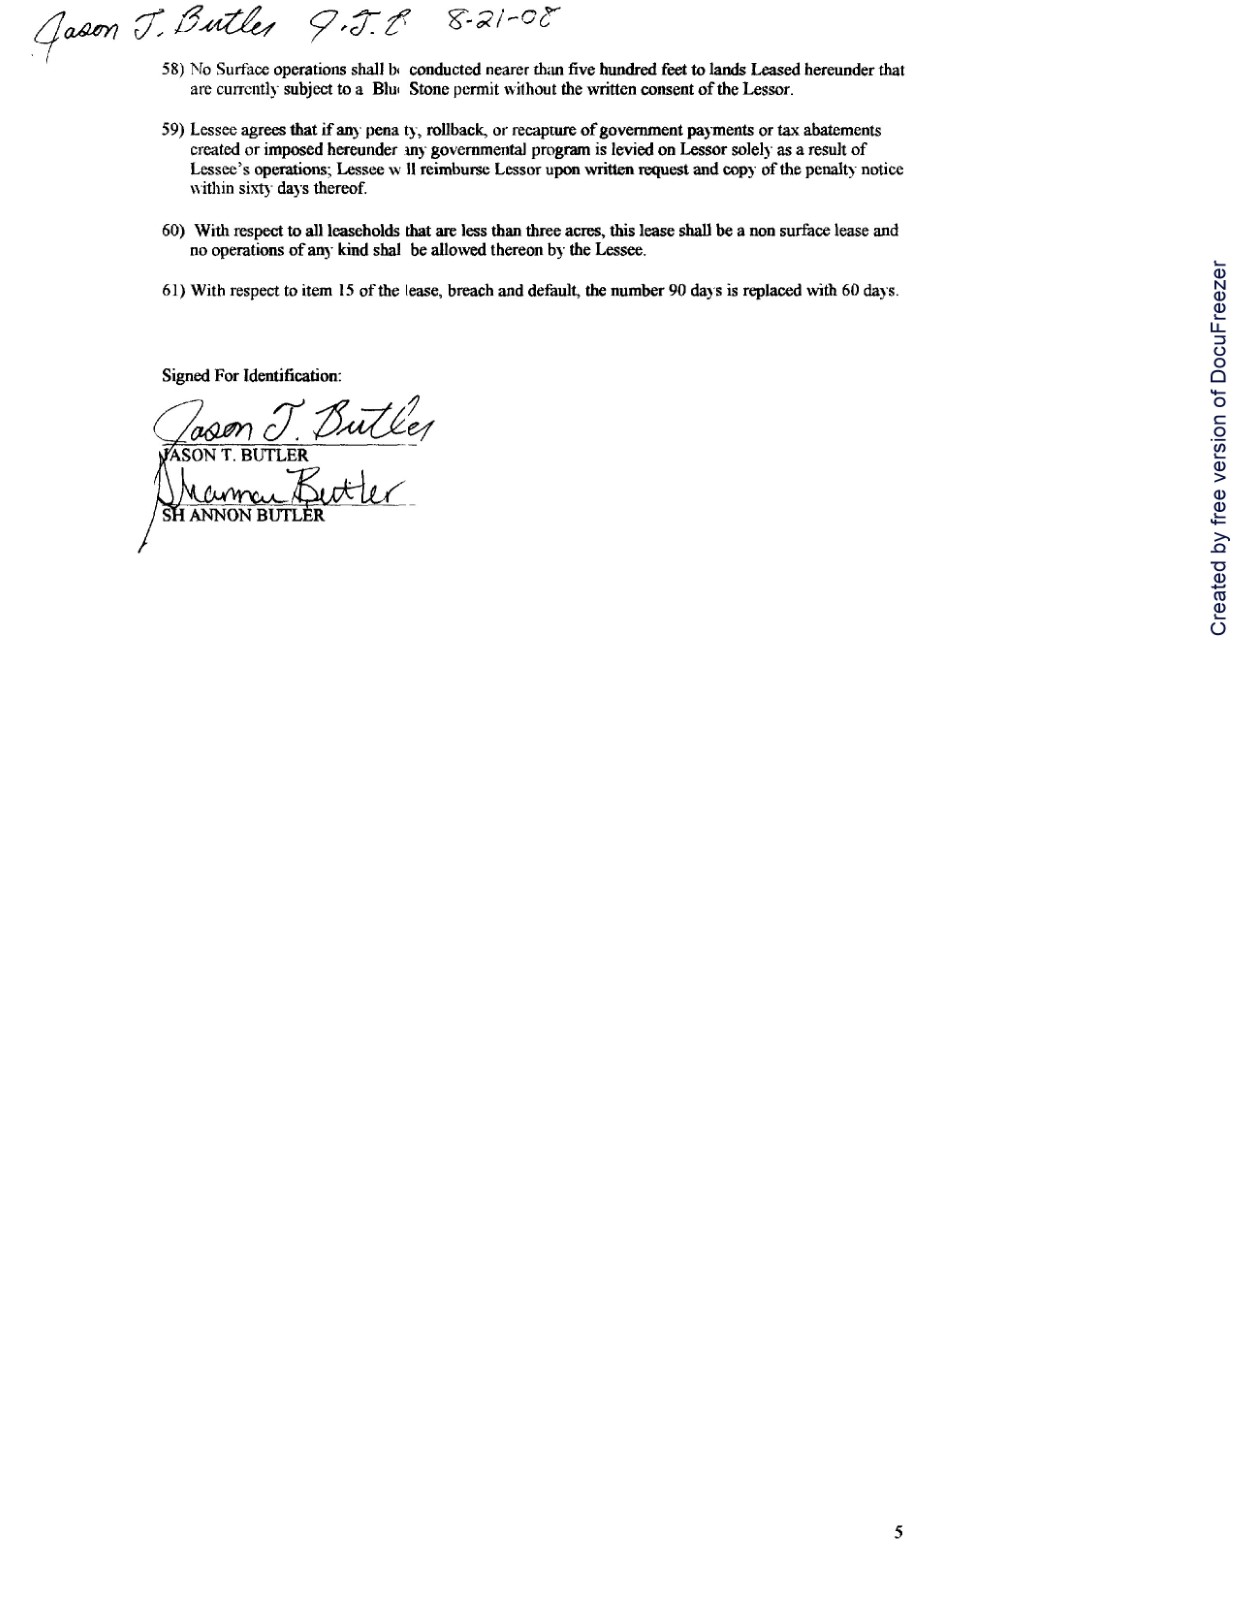 Jason T. Butler J.T.B 8-21-08
58) No Surface operations shall be conducted nearer than five hundred feet to lands Leased hereunder that
are currently subject to a Blue Stone permit without the written consent of the Lessor.
59) Lessee agrees that if any pena ty, rollback, or recapture of government payments or tax abatements
created or imposed hereunder any governmental program is levied on Lessor solely as a result of
Lessee's operations; Lessee w ll reimburse Lessor upon written request and copy of the penalty notice
within sixty days thereof.
60) With respect to all leaseholds that are less than three acres, this lease shall be a non surface lease and
no operations of any kind shal be allowed thereon by the Lessee.
61) With respect to item 15 of the lease, breach and default, the number 90 days is replaced with 60 days.
Signed For Identification:
Jason T. Butler
JASON T. BUTLER
Shannon Butler
SH ANNON BUTLER
5
Created by free version of DocuFreezer